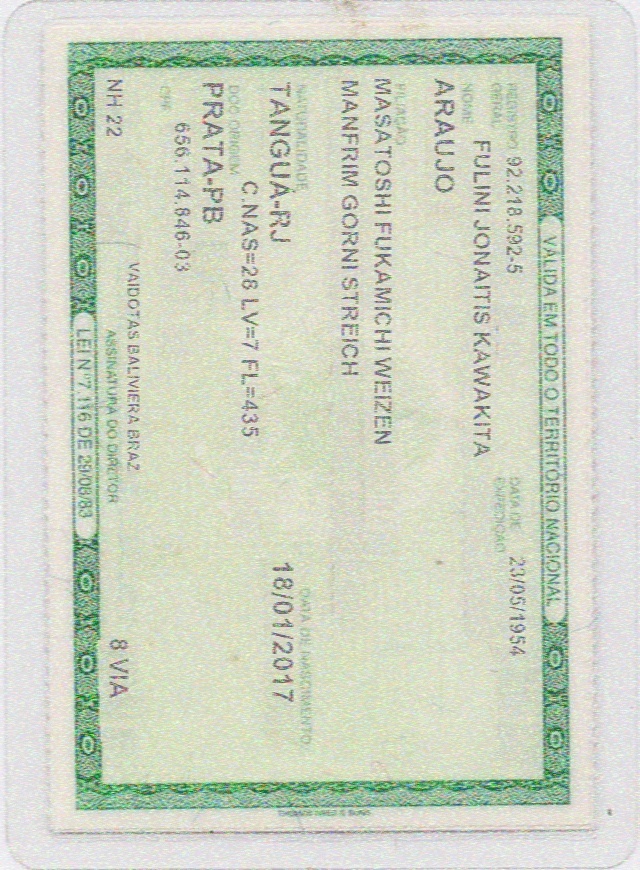 VÁLIDA EM TODO O TERRITÓRIO NACIONAL
REGISTRO GERAL 92.218.592-5 DATA DE EXPEDIÇÃO 23/05/1954
NOME
FULINI JONAITIS KAWAKITA
ARAUJO
FILIAÇÃO
MASATOSHI FUKAMICHI WEIZEN
MANFRIM GORNI STREICH
NATURALIDADE DATA DE NASCIMENTO
TANGUÁ-RJ 18/01/2017
DOC ORIGEM
C.NAS=28 LV=7 FL=435
PRATA-PB
CPF
656.114.846-03
VAIDOTAS BALIVIERA BRAZ
NH 22 ASSINATURA DO DIRETOR 8 VIA
LEI Nº 7.116 DE 29/08/83